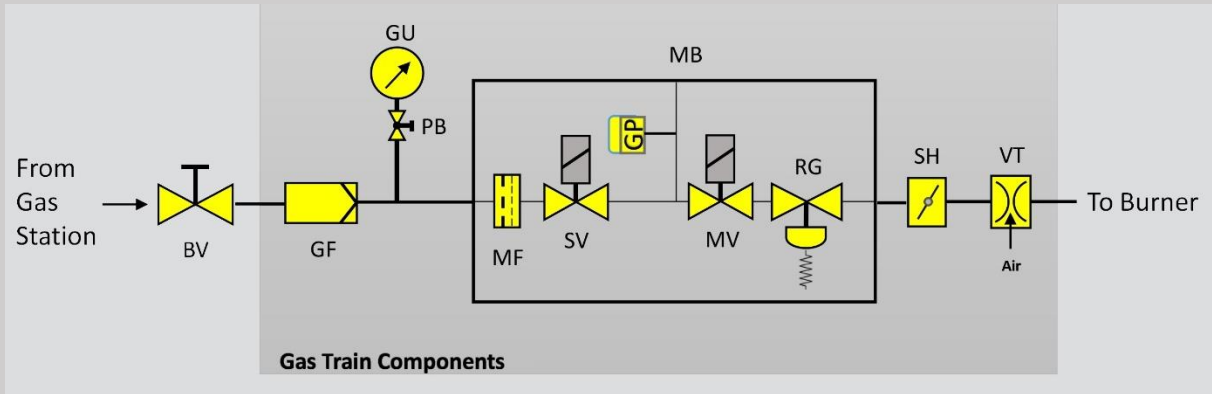 GU
MB
PB
GP
From
Gas
Station
BV
GF
MF
SV
MV
RG
SH
VT
To Burner
Air
Gas Train Components